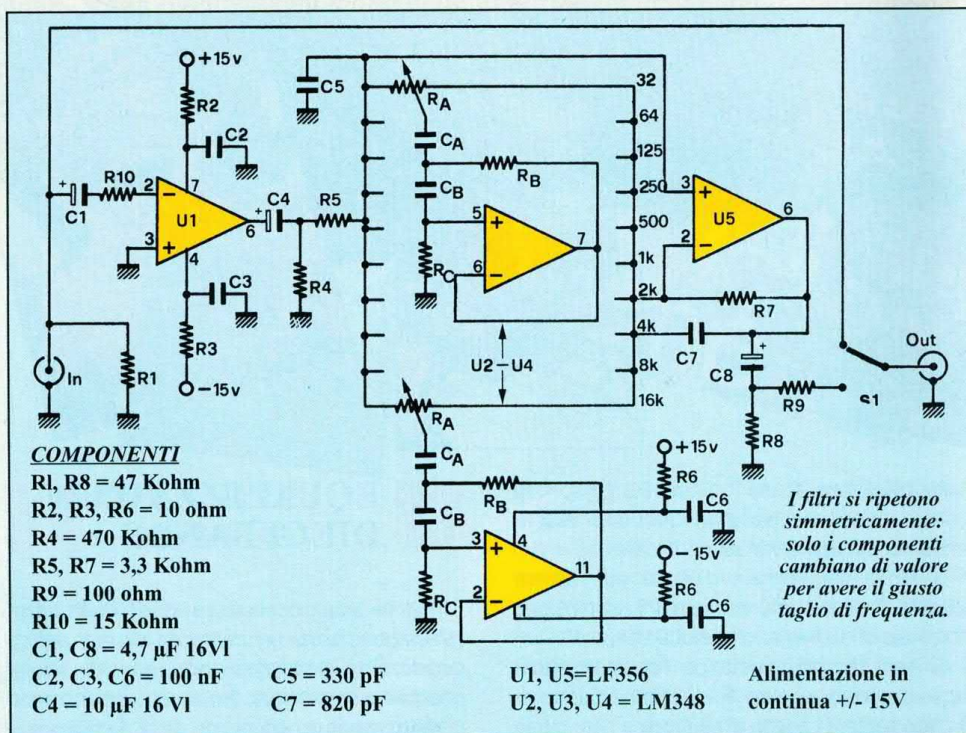 +15v
R2
C2
7
R10
2
U1
6
3
4
C1
C3
R3
-15v
In
R1
C4
R5
R4
C5
RA
CA
CB
RB
5
6
7
RC
U2 - U4
32
64
125
250
500
1k
2k
4k
8k
16k
3
2
6
U5
R7
C7
C8
R9
R8
S1
Out
RA
CA
RB
CB
3
2
4
11
1
RC
+15v
R6
C6
-15v
R6
C6
COMPONENTI
R1, R8 = 47 Kohm
R2, R3, R6 = 10 ohm
R4 = 470 Kohm
R5, R7 = 3,3 Kohm
R9 = 100 ohm
R10 = 15 Kohm
C1, C8 = 4,7 µF 16Vl
C2, C3, C6 = 100 nF
C4 = 10 µF 16 Vl
C5 = 330 pF
C7 = 820 pF
U1, U5=LF356
U2, U3, U4 = LM348
I filtri si ripetono
simmetricamente:
solo i componenti
cambiano di valore
per avere il giusto
taglio di frequenza.
Alimentazione in
continua +/- 15V